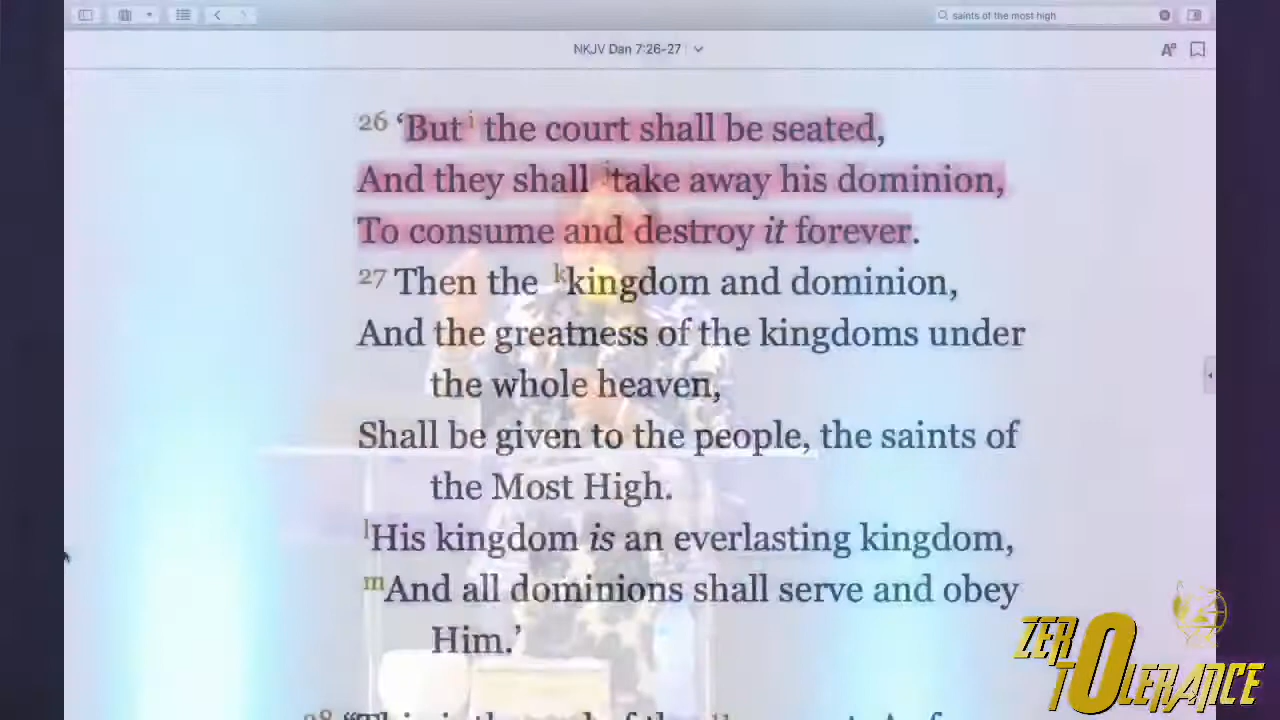 saints of the most high
NKJV Dan 7:26-27
26 ‘But i the court shall be seated,
And they shall j take away his dominion,
To consume and destroy it forever.
27 Then the k kingdom and dominion,
And the greatness of the kingdoms under
the whole heaven,
Shall be given to the people, the saints of
the Most High.
l His kingdom is an everlasting kingdom,
m And all dominions shall serve and obey
Him.’
ZERO
TOLERANCE